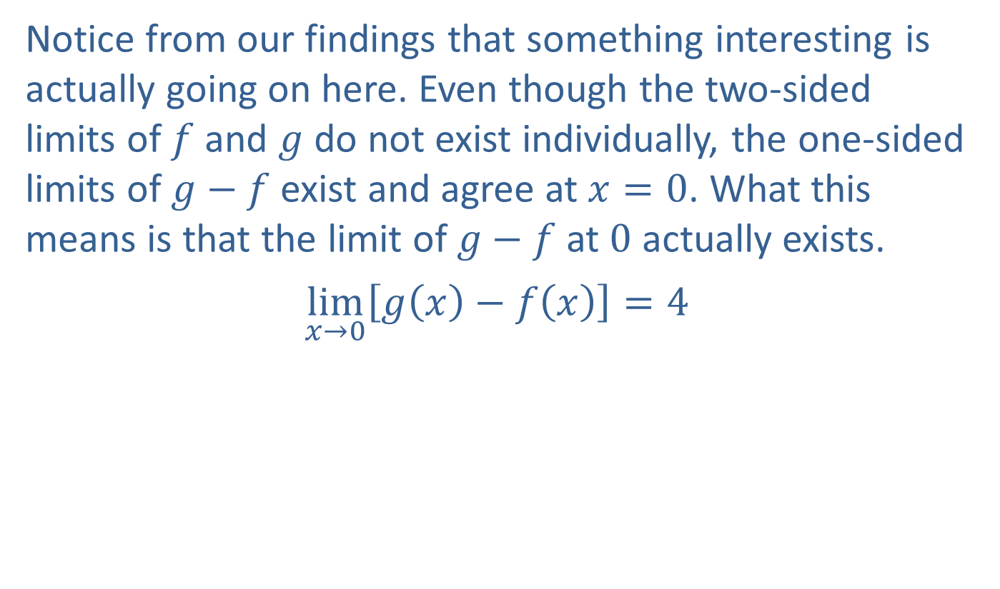 Notice from our findings that something interesting is
actually going on here. Even though the two-sided
limits of f and g do not exist individually, the one-sided
limits of g − f exist and agree at x = 0. What this
means is that the limit of g − f at 0 actually exists.
lim[g(x) − f(x)] = 4
x→0